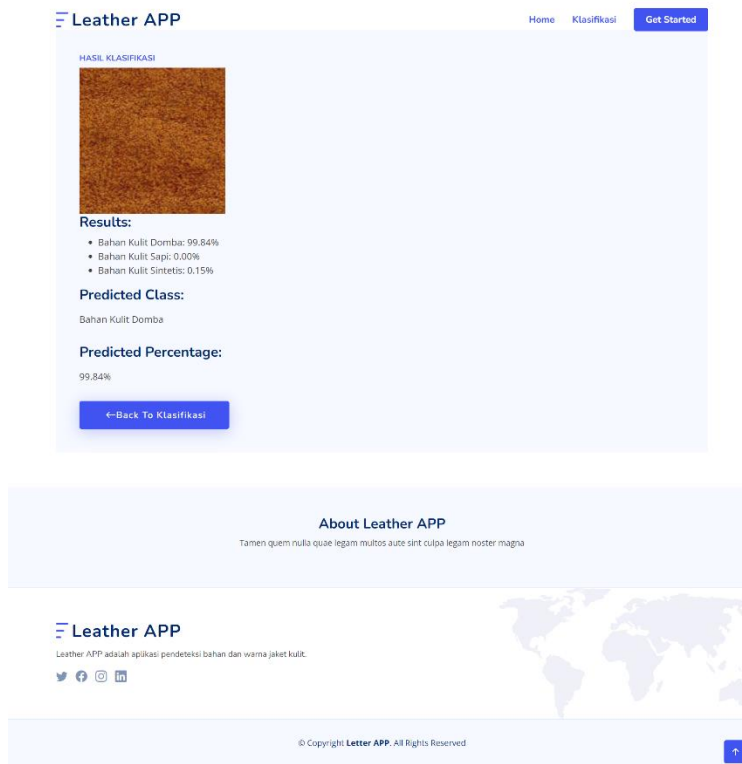 Leather APP
Home Klasifikasi Get Started
HASIL KLASIFIKASI
Results:
Bahan Kulit Domba: 99.84%
Bahan Kulit Sapi: 0.00%
Bahan Kulit Sintetis: 0.15%
Predicted Class:
Bahan Kulit Domba
Predicted Percentage:
99.84%
←Back To Klasifikasi
About Leather APP
Tamen quem nulla quae legam multos aute sint culpa legam noster magna
Leather APP
Leather APP adalah aplikasi pendeteksi bahan dan warna jaket kulit.
© Copyright Letter APP. All Rights Reserved